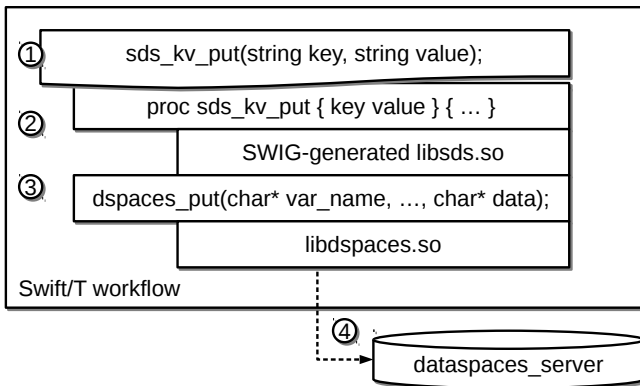 ① sds_kv_put(string key, string value);
② proc sds_kv_put { key value } { … }
SWIG-generated libsds.so
③ dspaces_put(char* var_name, …, char* data);
libdspaces.so
Swift/T workflow
④
dataspaces_server